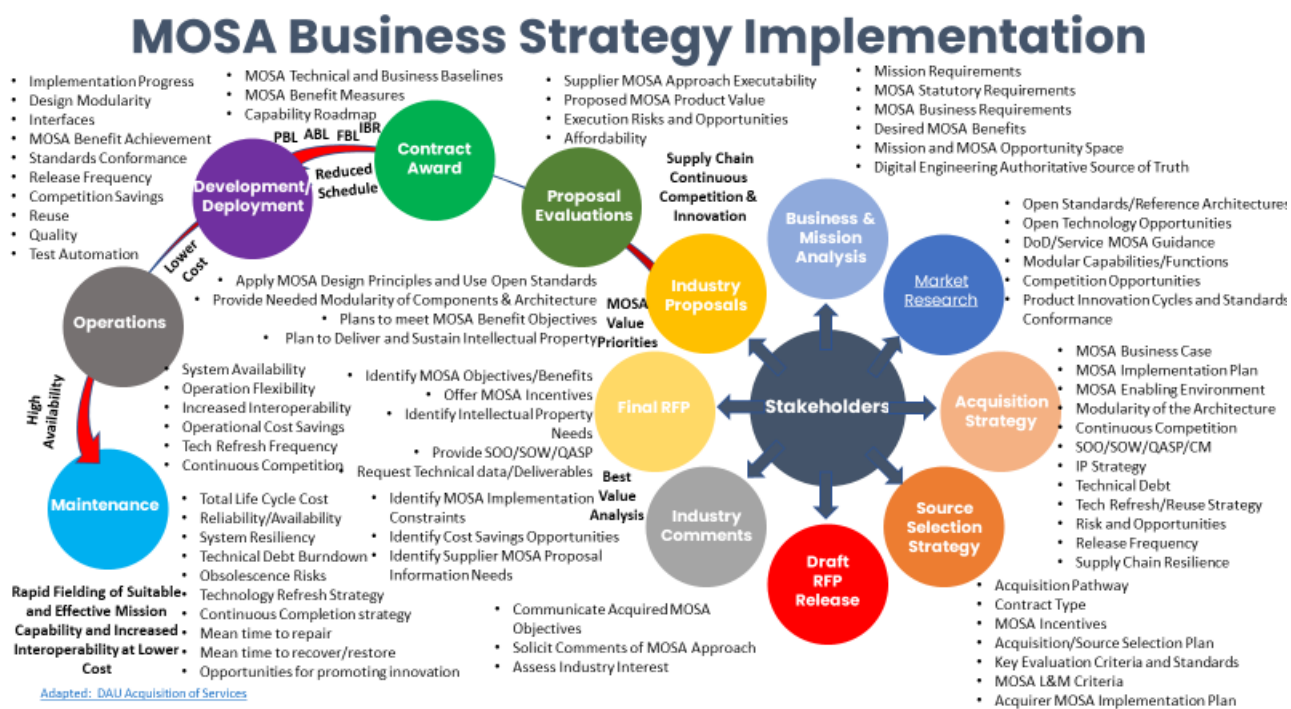 MOSA Business Strategy Implementation
• Implementation Progress
• Design Modularity
• Interfaces
• MOSA Benefit Achievement
• Standards Conformance
• Release Frequency
• Competition Savings
• Reuse
• Quality
• Test Automation
• MOSA Technical and Business Baselines
• MOSA Benefit Measures
• Capability Roadmap
PBL ABL FBL IBR
Reduced
Schedule
Contract
Award
Development/
Deployment
Lower
Cost
Operations
High
Availability
Maintenance
• Supplier MOSA Approach Executability
• Proposed MOSA Product Value
• Execution Risks and Opportunities
• Affordability
Proposal
Evaluations
Supply Chain
Continuous
Competition &
Innovation
• Mission Requirements
• MOSA Statutory Requirements
• MOSA Business Requirements
• Desired MOSA Benefits
• Mission and MOSA Opportunity Space
• Digital Engineering Authoritative Source of Truth
Business &
Mission
Analysis
• Open Standards/Reference Architectures
• Open Technology Opportunities
• DoD/Service MOSA Guidance
• Modular Capabilities/Functions
• Competition Opportunities
• Product Innovation Cycles and Standards
Conformance
Market
Research
Industry
Proposals
• Apply MOSA Design Principles and Use Open Standards
• Provide Needed Modularity of Components & Architecture
• Plans to meet MOSA Benefit Objectives
• Plan to Deliver and Sustain Intellectual Property
MOSA
Value
Priorities
• System Availability
• Operation Flexibility
• Increased Interoperability
• Operational Cost Savings
• Tech Refresh Frequency
• Continuous Competition
• Identify MOSA Objectives/Benefits
• Offer MOSA Incentives
• Identify Intellectual Property
Needs
• Provide SOO/SOW/QASP
• Request Technical data/Deliverables
Final RFP
Stakeholders
Acquisition
Strategy
• MOSA Business Case
• MOSA Implementation Plan
• MOSA Enabling Environment
• Modularity of the Architecture
• Continuous Competition
• SOO/SOW/QASP/CM
• IP Strategy
• Technical Debt
• Tech Refresh/Reuse Strategy
• Risk and Opportunities
• Release Frequency
• Supply Chain Resilience
Best
Value
Analysis
Industry
Comments
Draft
RFP
Release
Source
Selection
Strategy
• Total Life Cycle Cost
• Reliability/Availability
• System Resiliency
• Technical Debt Burndown
• Obsolescence Risks
• Technology Refresh Strategy
• Continuous Completion strategy
• Mean time to repair
• Mean time to recover/restore
• Opportunities for promoting innovation
• Identify MOSA Implementation
Constraints
• Identify Cost Savings Opportunities
• Identify Supplier MOSA Proposal
Information Needs
• Communicate Acquired MOSA
Objectives
• Solicit Comments of MOSA Approach
• Assess Industry Interest
• Acquisition Pathway
• Contract Type
• MOSA Incentives
• Acquisition/Source Selection Plan
• Key Evaluation Criteria and Standards
• MOSA L&M Criteria
• Acquirer MOSA Implementation Plan
Rapid Fielding of Suitable
and Effective Mission
Capability and Increased
Interoperability at Lower
Cost
Adapted: DAU Acquisition of Services